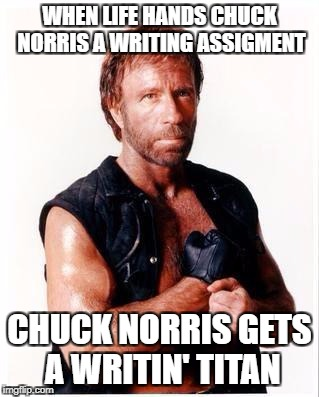 WHEN LIFE HANDS CHUCK
NORRIS A WRITING ASSIGMENT
CHUCK NORRIS GETS
A WRITIN' TITAN
imgflip.com